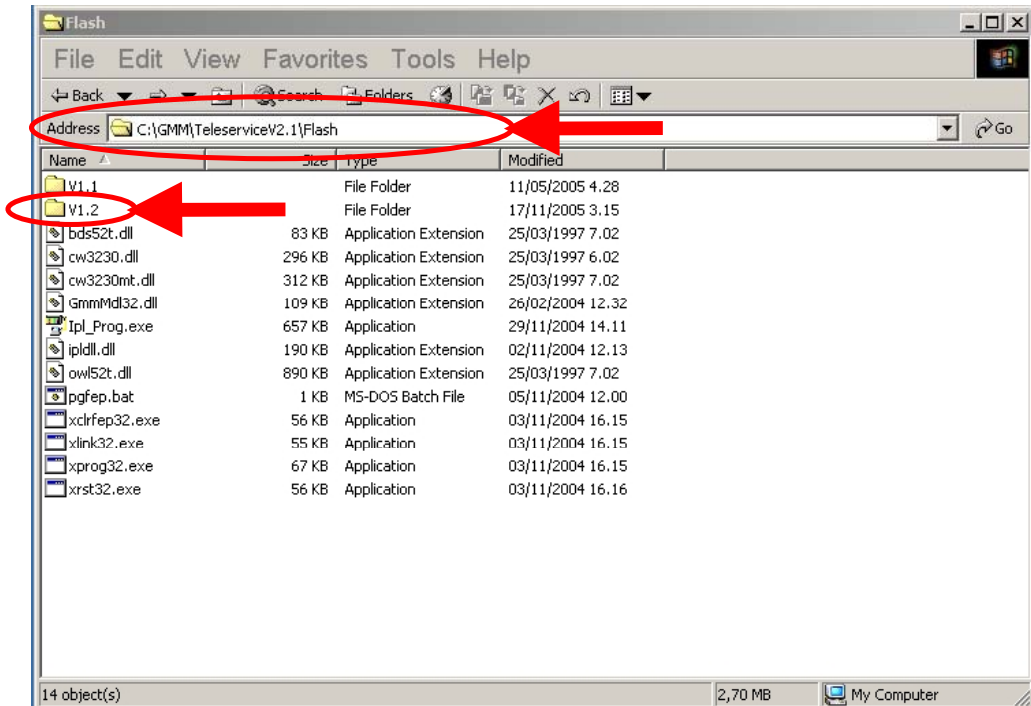 Flash
File Edit View Favorites Tools Help
Back Search Folders
Address C:\GMM\TeleserviceV2.1\Flash Go
Name Size Type Modified
V1.1 File Folder 11/05/2005 4.28
V1.2 File Folder 17/11/2005 3.15
bds52t.dll 83 KB Application Extension 25/03/1997 7.02
cw3230.dll 296 KB Application Extension 25/03/1997 6.02
cw3230mt.dll 312 KB Application Extension 25/03/1997 7.02
GmmMdl32.dll 109 KB Application Extension 26/02/2004 12.32
Ipl_Prog.exe 657 KB Application 29/11/2004 14.11
ipldll.dll 190 KB Application Extension 02/11/2004 12.13
owl52t.dll 890 KB Application Extension 25/03/1997 7.02
pgfep.bat 1 KB MS-DOS Batch File 05/11/2004 12.00
xclrfep32.exe 56 KB Application 03/11/2004 16.15
xlink32.exe 55 KB Application 03/11/2004 16.15
xprog32.exe 67 KB Application 03/11/2004 16.15
xrst32.exe 56 KB Application 03/11/2004 16.16
14 object(s) 2,70 MB My Computer